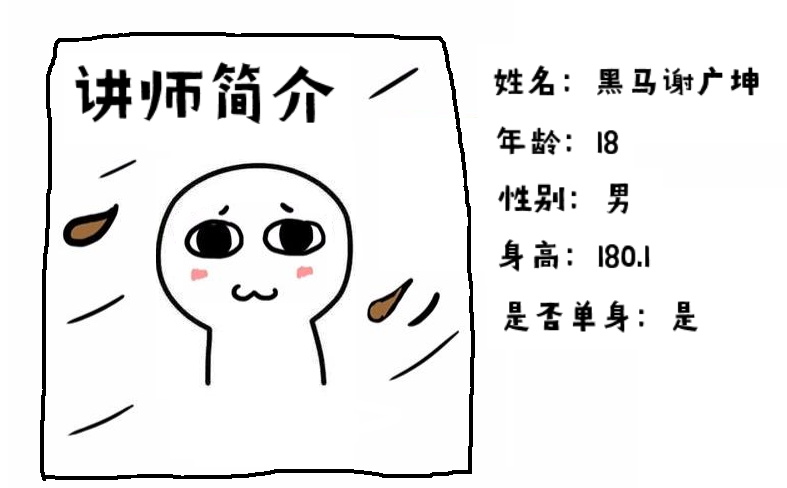 讲师简介
姓名：黑马谢广坤
年龄：18
性别：男
身高：180.1
是否单身：是